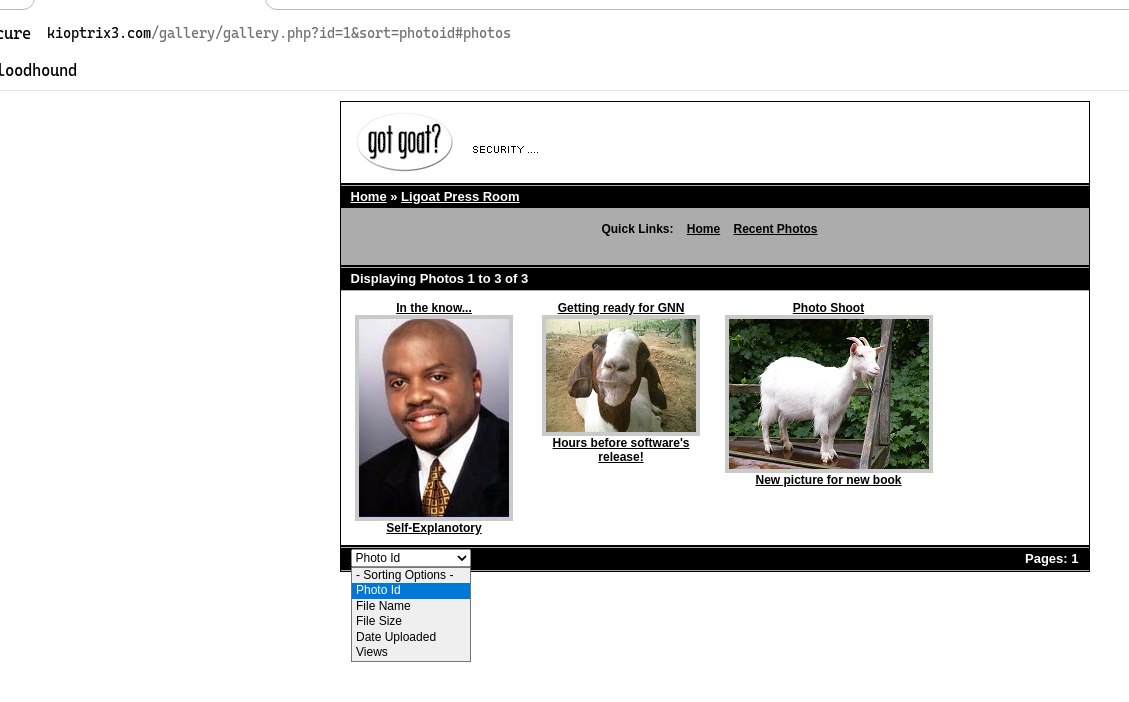 cure kioptrix3.com/gallery/gallery.php?id=1&sort=photoid#photos
loodhound
got goat?
SECURITY ....
Home » Ligoat Press Room
Quick Links: Home Recent Photos
Displaying Photos 1 to 3 of 3
In the know...
Self-Explanotory
Getting ready for GNN
Hours before software's
release!
Photo Shoot
New picture for new book
Photo Id
Pages: 1
- Sorting Options -
Photo Id
File Name
File Size
Date Uploaded
Views